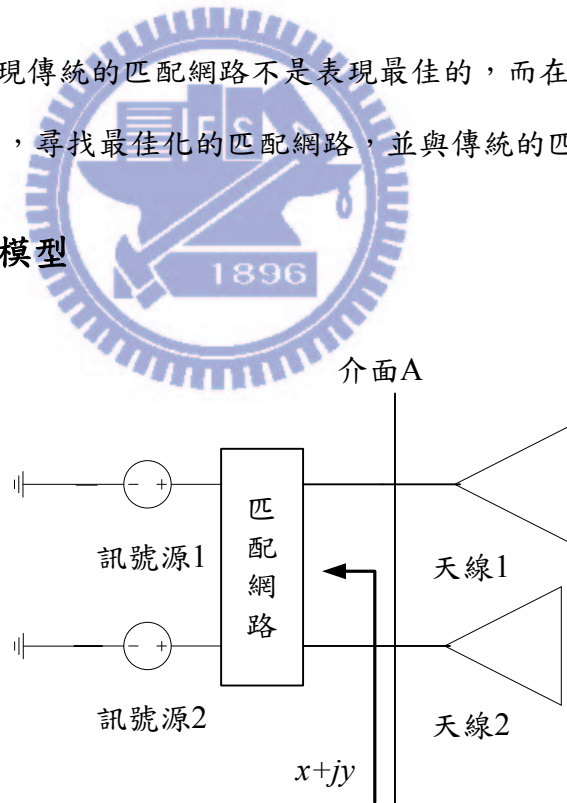 現傳統的匹配網路不是表現最佳的，而在
，尋找最佳化的匹配網路，並與傳統的匹
E S
模型
1896
介面A
- +
匹配網路
訊號源1
天線1
- +
訊號源2
天線2
x+jy